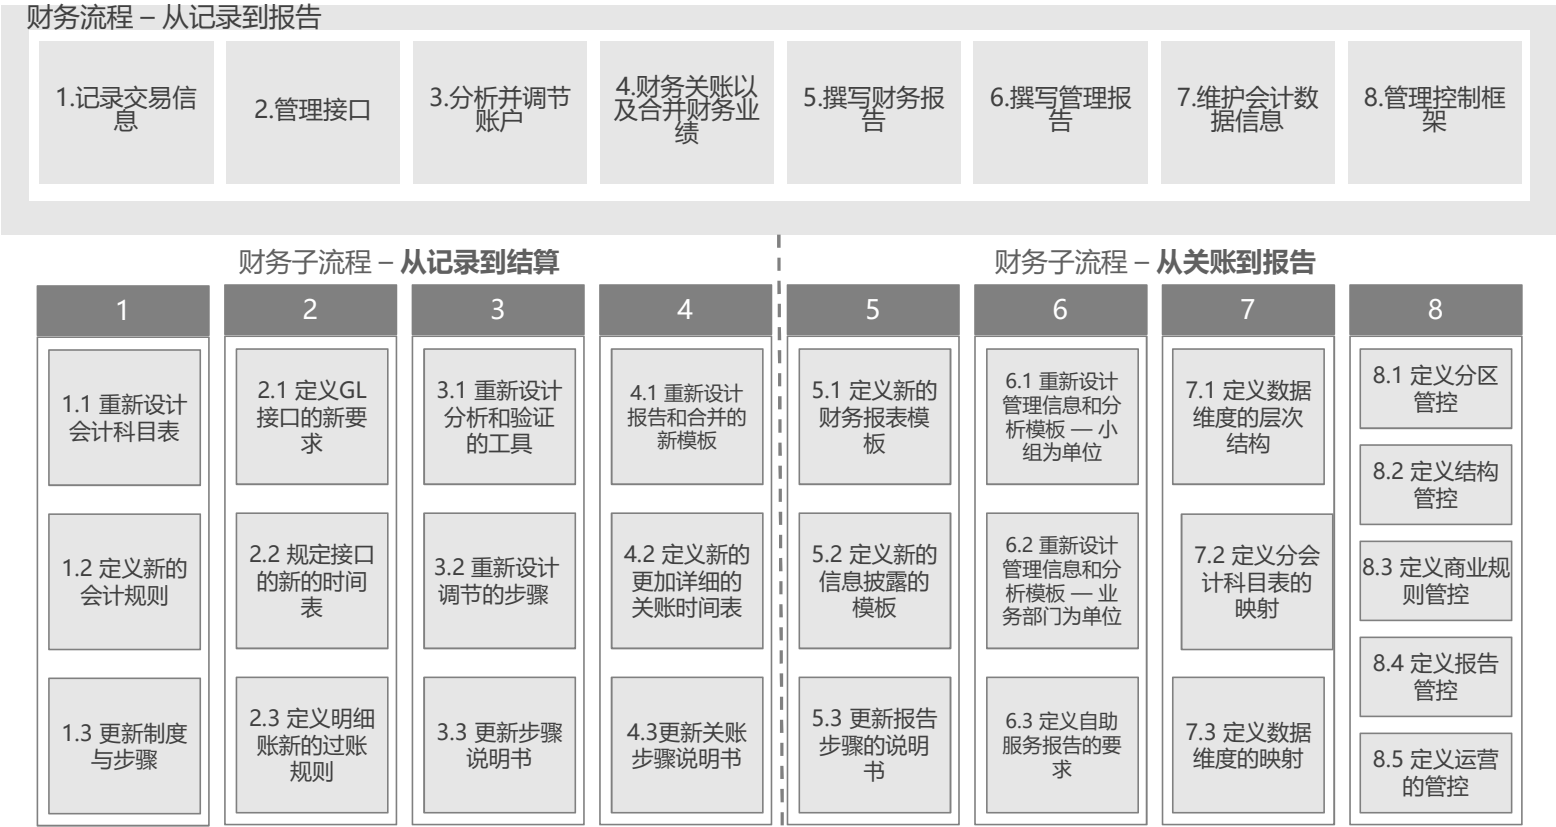 财务流程 – 从记录到报告
1.记录交易信
息
2.管理接口
3.分析并调节
账户
4.财务关账以
及合并财务业
绩
5.撰写财务报
告
6.撰写管理报
告
7.维护会计数
据信息
8.管理控制框
架
财务子流程 – 从记录到结算
财务子流程 – 从关账到报告
1
2
3
4
5
6
7
8
1.1 重新设计
会计科目表
1.2 定义新的
会计规则
1.3 更新制度
与步骤
2.1 定义GL
接口的新要
求
2.2 规定接口
的新的时间
表
2.3 定义明细
账新的过账
规则
3.1 重新设计
分析和验证
的工具
3.2 重新设计
调节的步骤
3.3 更新步骤
说明书
4.1 重新设计
报告和合并的
新模板
4.2 定义新的
更加详细的
关账时间表
4.3更新关账
步骤说明书
5.1 定义新的
财务报表模
板
5.2 定义新的
信息披露的
模板
5.3 更新报告
步骤的说明
书
6.1 重新设计
管理信息和分
析模板 — 小
组为单位
6.2 重新设计
管理信息和分
析模板 — 业
务部门为单位
6.3 定义自助
服务报告的要
求
7.1 定义数据
维度的层次
结构
7.2 定义分会
计科目表的
映射
7.3 定义数据
维度的映射
8.1 定义分区
管控
8.2 定义结构
管控
8.3 定义商业规
则管控
8.4 定义报告
管控
8.5 定义运营
的管控